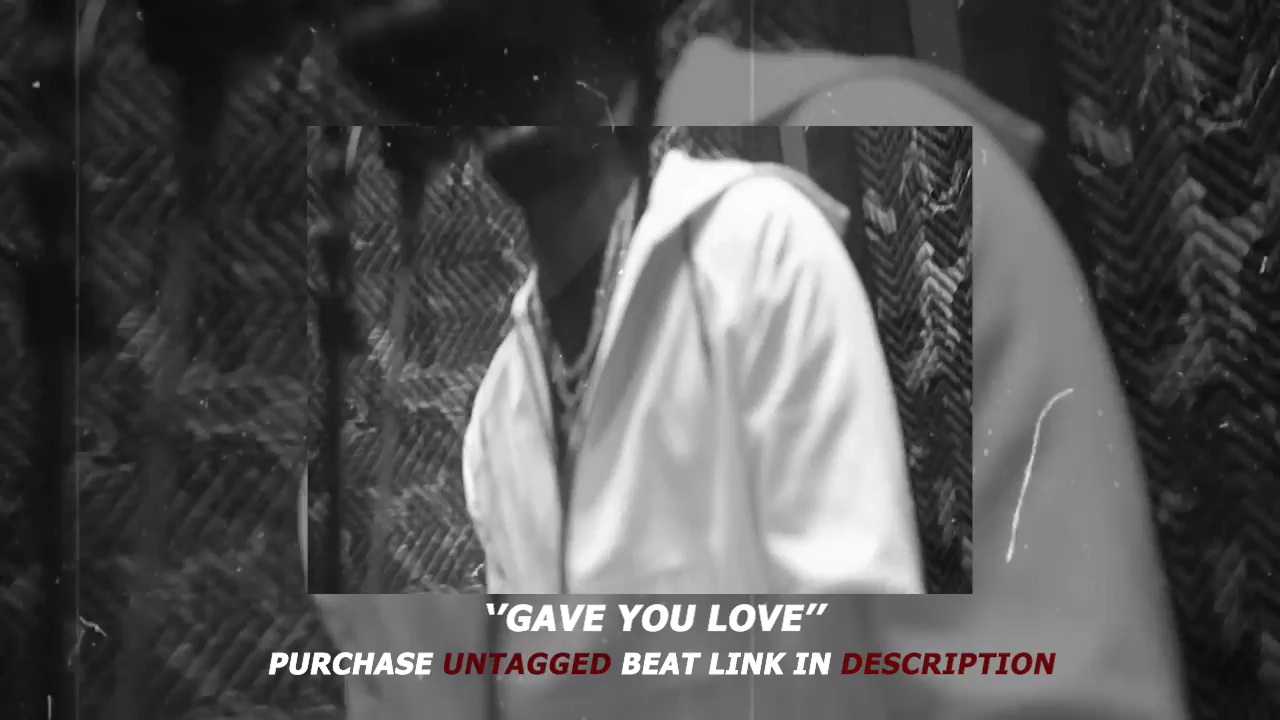 ‘’GAVE YOU LOVE’’
PURCHASE UNTAGGED BEAT LINK IN DESCRIPTION